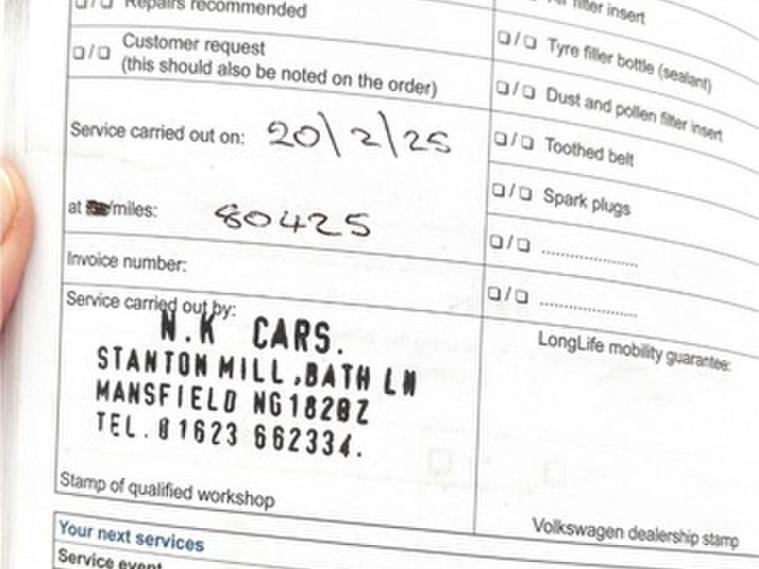 ❏/❏ Repairs recommended
❏/❏ Customer request
(this should also be noted on the order)
Service carried out on: 20\2\25
at /miles: 80425
Invoice number:
Service carried out by:
N.K CARS.
STANTON MILL, BATH LN
MANSFIELD NG182BZ
TEL. 01623 662334.
Stamp of qualified workshop
Your next services
Service event
filter insert
❏/❏ Tyre filler bottle (sealant)
❏/❏ Dust and pollen filter insert
❏/❏ Toothed belt
❏/❏ Spark plugs
❏/❏ ................
❏/❏ ................
LongLife mobility guarantee:
Volkswagen dealership stamp